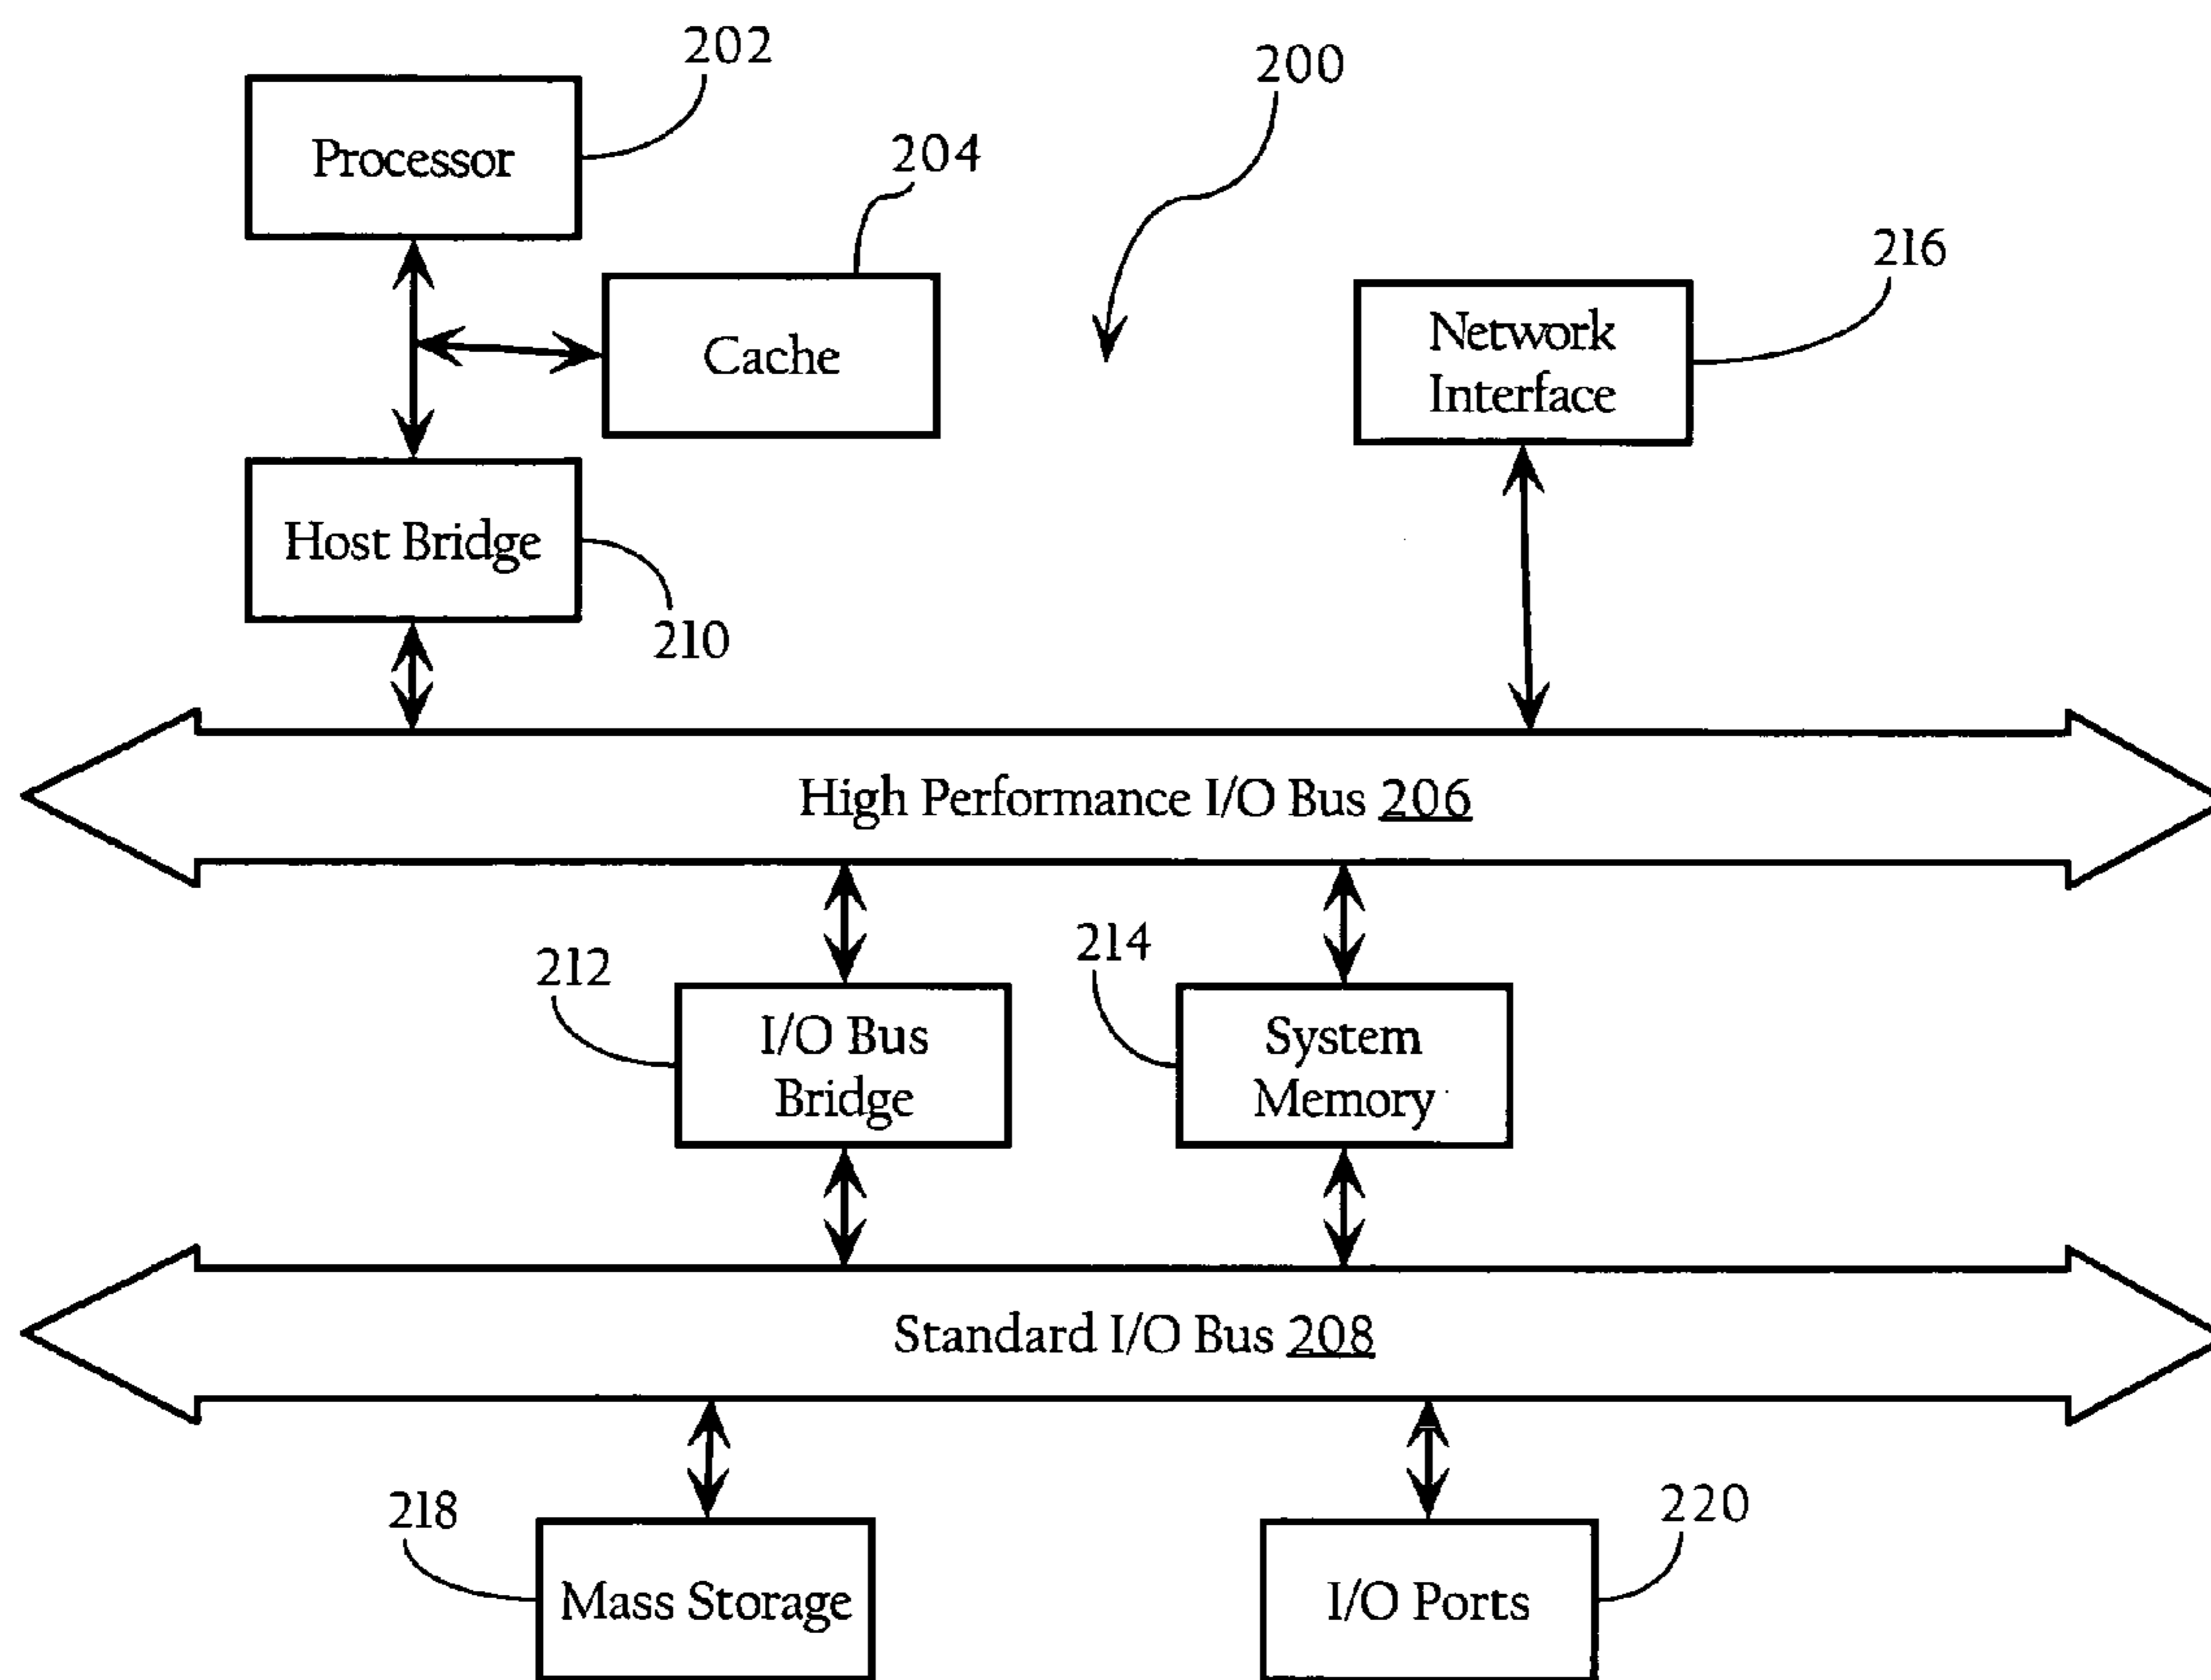 202
200
Processor
204
216
Network
Interface
Cache
Host Bridge
210
High Performance I/O Bus 206
212
214
I/O Bus
Bridge
System
Memory
Standard I/O Bus 208
218
220
Mass Storage
I/O Ports